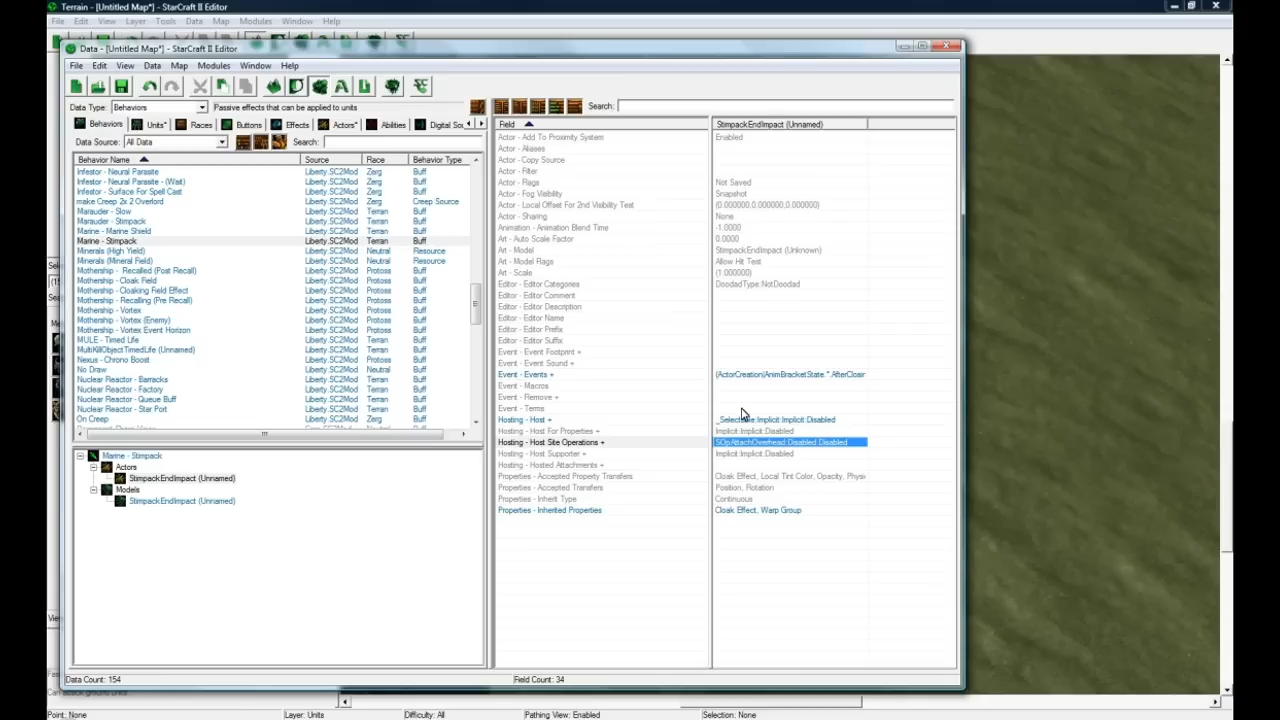 Terrain - [Untitled Map*] - StarCraft II Editor
File Edit View Layer Tools Data Map Modules Window Help
Data - [Untitled Map*] - StarCraft II Editor
File Edit View Data Map Modules Window Help
Data Type: Behaviors Passive effects that can be applied to units Search:
Behaviors Units* Races Buttons Effects Actors* Abilities Digital Sou
Data Source: All Data Search:
Behavior Name Source Race Behavior Type
Infestor - Neural Parasite Liberty.SC2Mod Zerg Buff
Infestor - Neural Parasite - (Wait) Liberty.SC2Mod Zerg Buff
Infestor - Surface For Spell Cast Liberty.SC2Mod Zerg Buff
make Creep 2x 2 Overlord Liberty.SC2Mod Zerg Creep Source
Marauder - Slow Liberty.SC2Mod Terran Buff
Marauder - Stimpack Liberty.SC2Mod Terran Buff
Marine - Marine Shield Liberty.SC2Mod Terran Buff
Marine - Stimpack Liberty.SC2Mod Terran Buff
Minerals (High Yield) Liberty.SC2Mod Neutral Resource
Minerals (Mineral Field) Liberty.SC2Mod Neutral Resource
Mothership - Recalled (Post Recall) Liberty.SC2Mod Protoss Buff
Mothership - Cloak Field Liberty.SC2Mod Protoss Buff
Mothership - Cloaking Field Effect Liberty.SC2Mod Protoss Buff
Mothership - Recalling (Pre Recall) Liberty.SC2Mod Protoss Buff
Mothership - Vortex Liberty.SC2Mod Protoss Buff
Mothership - Vortex (Enemy) Liberty.SC2Mod Protoss Buff
Mothership - Vortex Event Horizon Liberty.SC2Mod Protoss Buff
MULE - Timed Life Liberty.SC2Mod Terran Buff
MultiKillObjectTimedLife (Unnamed) Liberty.SC2Mod Terran Buff
Nexus - Chrono Boost Liberty.SC2Mod Protoss Buff
No Draw Liberty.SC2Mod Neutral Buff
Nuclear Reactor - Barracks Liberty.SC2Mod Terran Buff
Nuclear Reactor - Factory Liberty.SC2Mod Terran Buff
Nuclear Reactor - Queue Buff Liberty.SC2Mod Terran Buff
Nuclear Reactor - Star Port Liberty.SC2Mod Terran Buff
On Creep Liberty.SC2Mod Zerg Buff
Marine - Stimpack
Actors
StimpackEndImpact (Unnamed)
Models
StimpackEndImpact (Unnamed)
Field StimpackEndImpact (Unnamed)
Actor - Add To Proximity System Enabled
Actor - Aliases
Actor - Copy Source
Actor - Filter
Actor - Flags Not Saved
Actor - Fog Visibility Snapshot
Actor - Local Offset For 2nd Visibility Test (0.000000,0.000000,0.000000)
Actor - Sharing None
Animation - Animation Blend Time -1.0000
Art - Auto Scale Factor 0.0000
Art - Model StimpackEndImpact (Unknown)
Art - Model Flags Allow Hit Test
Art - Scale (1.000000)
Editor - Editor Categories DoodadType:NotDoodad
Editor - Editor Comment
Editor - Editor Description
Editor - Editor Name
Editor - Editor Prefix
Editor - Editor Suffix
Event - Event Footprint +
Event - Event Sound +
Event - Events + (ActorCreation|AnimBracketState.*.AfterClosin
Event - Macros
Event - Remove +
Event - Terms
Hosting - Host + _Selectable:Implicit:Implicit:Disabled
Hosting - Host For Properties + Implicit:Implicit:Disabled
Hosting - Host Site Operations + SOpAttachOverhead:Disabled:Disabled
Hosting - Host Supporter + Implicit:Implicit:Disabled
Hosting - Hosted Attachments +
Properties - Accepted Property Transfers Cloak Effect, Local Tint Color, Opacity, Physi
Properties - Accepted Transfers Position, Rotation
Properties - Inherit Type Continuous
Properties - Inherited Properties Cloak Effect, Warp Group
Data Count: 154 Field Count: 34
Point: None Layer: Units Difficulty: All Pathing View: Enabled Selection: None